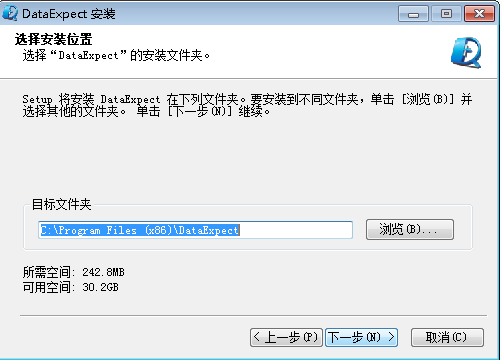 DataExpect 安装
选择安装位置
选择“DataExpect”的安装文件夹。
Setup 将安装 DataExpect 在下列文件夹。要安装到不同文件夹，单击 [浏览(B)] 并
选择其他的文件夹。 单击 [下一步(N)] 继续。
目标文件夹
C:\Program Files (x86)\DataExpect
浏览(B)...
所需空间: 242.8MB
可用空间: 30.2GB
< 上一步(P) 下一步(N) > 取消(C)